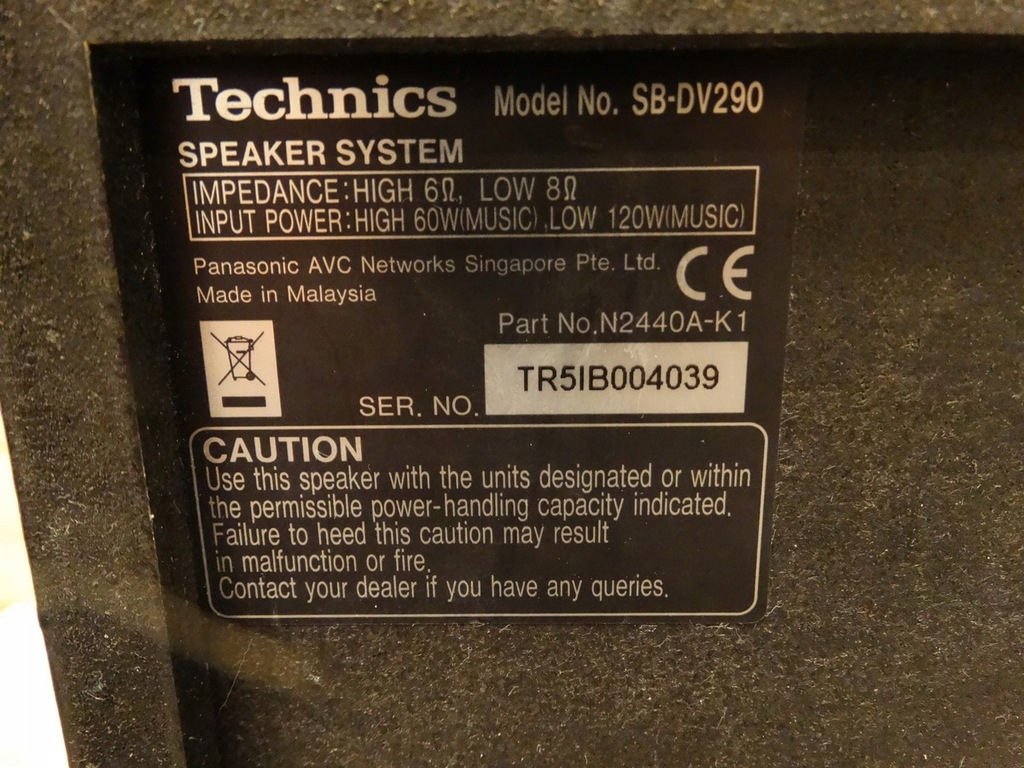 Technics Model No. SB-DV290
SPEAKER SYSTEM
IMPEDANCE:HIGH 6Ω, LOW 8Ω
INPUT POWER:HIGH 60W(MUSIC),LOW 120W(MUSIC)
Panasonic AVC Networks Singapore Pte. Ltd. CE
Made in Malaysia
Part No.N2440A-K1
SER. NO. TR5IB004039
CAUTION
Use this speaker with the units designated or within
the permissible power-handling capacity indicated.
Failure to heed this caution may result
in malfunction or fire.
Contact your dealer if you have any queries.